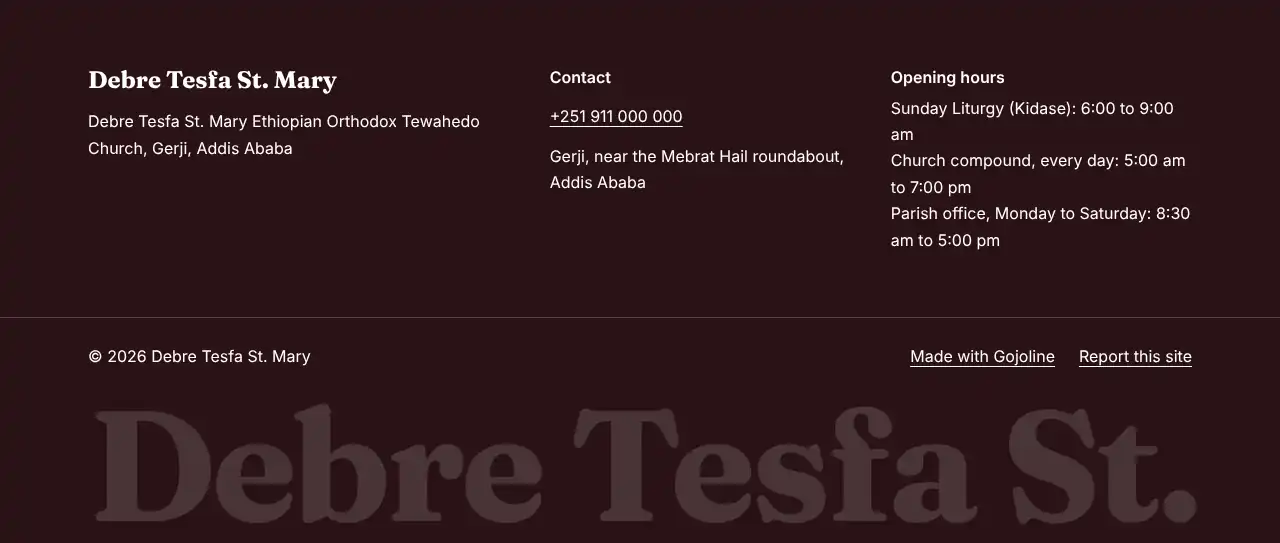 Debre Tesfa St. Mary
Debre Tesfa St. Mary Ethiopian Orthodox Tewahedo
Church, Gerji, Addis Ababa
Contact
+251 911 000 000
Gerji, near the Mebrat Hail roundabout,
Addis Ababa
Opening hours
Sunday Liturgy (Kidase): 6:00 to 9:00
am
Church compound, every day: 5:00 am
to 7:00 pm
Parish office, Monday to Saturday: 8:30
am to 5:00 pm
© 2026 Debre Tesfa St. Mary
Made with Gojoline
Report this site
Debre Tesfa St.